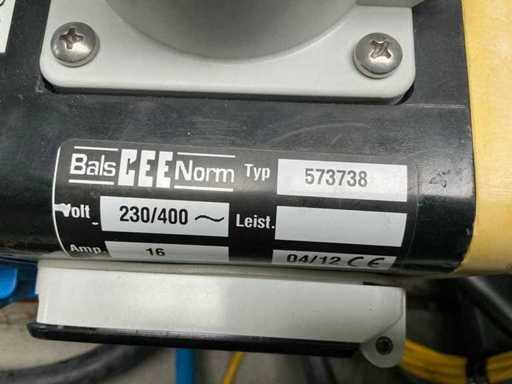 Bals CEE Norm Typ 573738
Volt 230/400 ~ Leist.
Amp. 16 04/12 CE